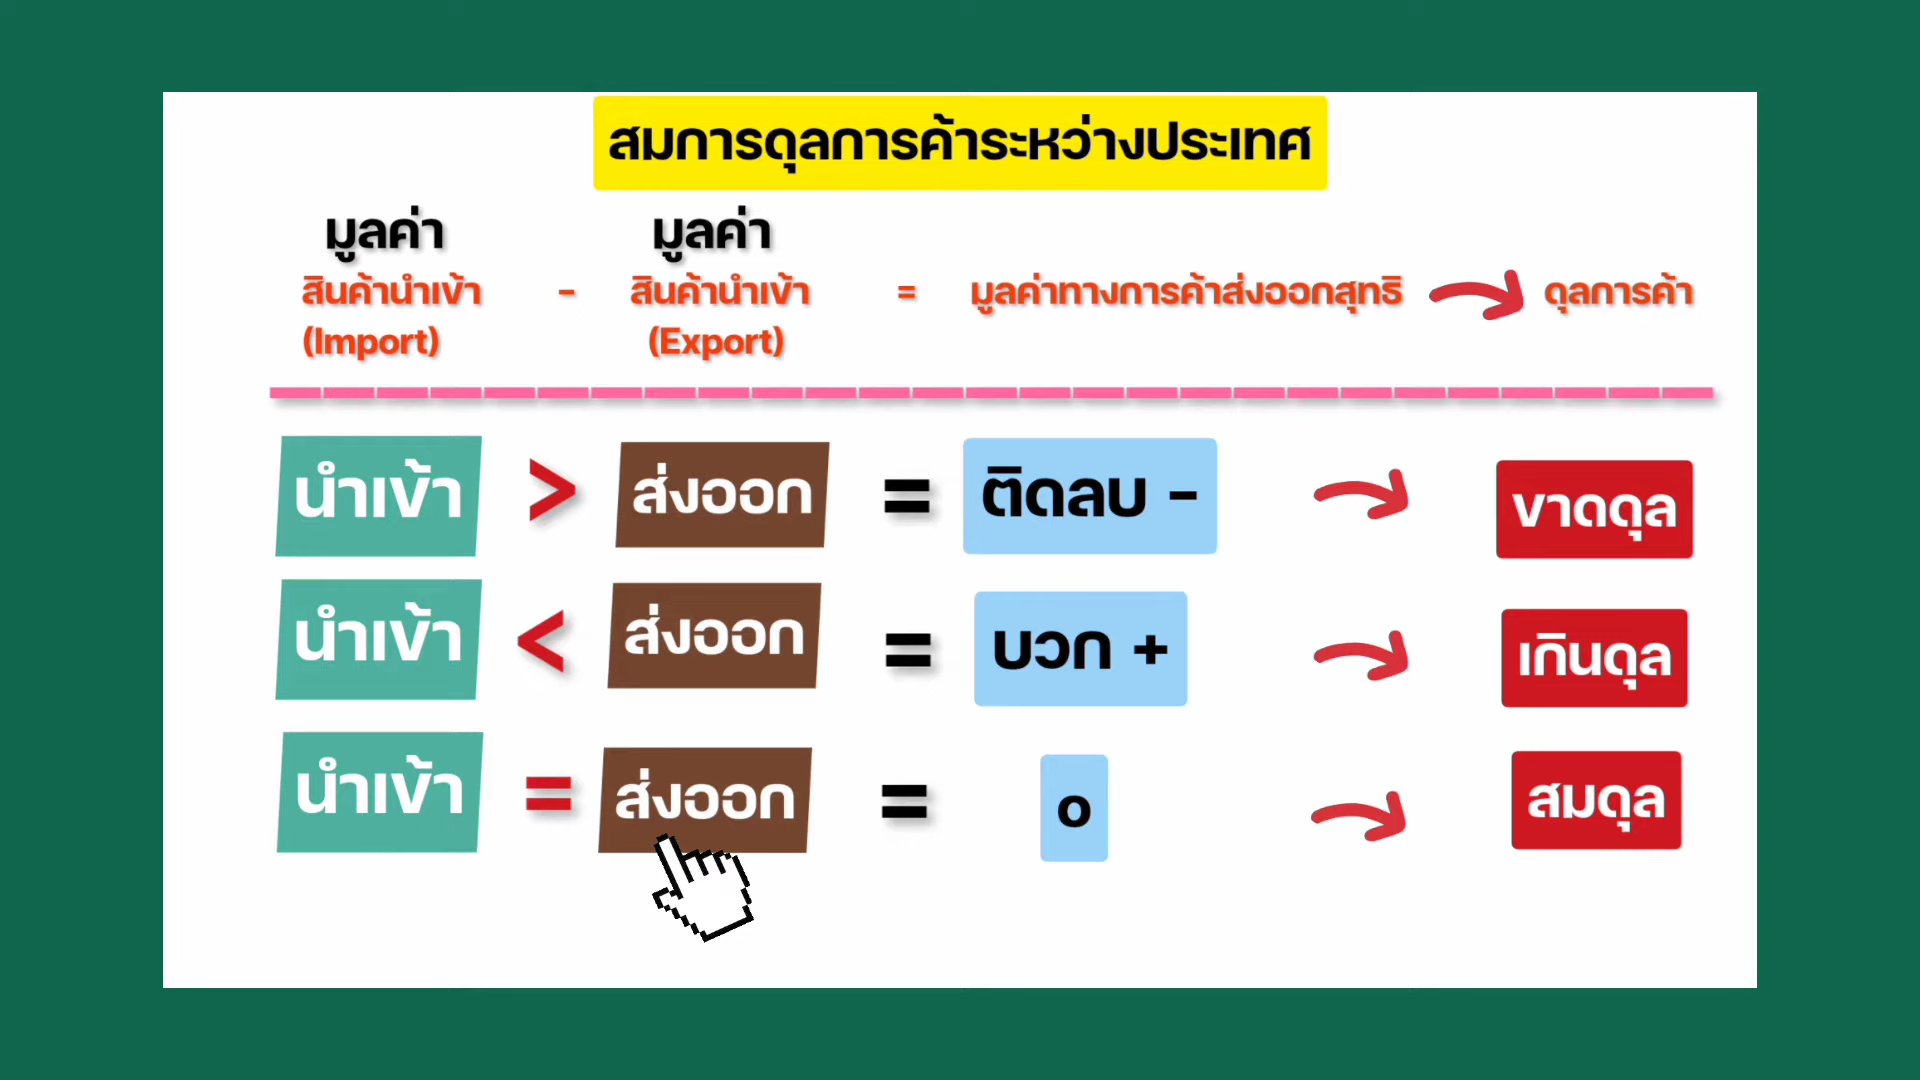 สมการดุลการค้าระหว่างประเทศ
มูลค่า มูลค่า
สินค้านำเข้า - สินค้านำเข้า = มูลค่าทางการค้าส่งออกสุทธิ ดุลการค้า
(Import) (Export)
นำเข้า > ส่งออก = ติดลบ - ขาดดุล
นำเข้า < ส่งออก = บวก + เกินดุล
นำเข้า = ส่งออก = 0 สมดุล